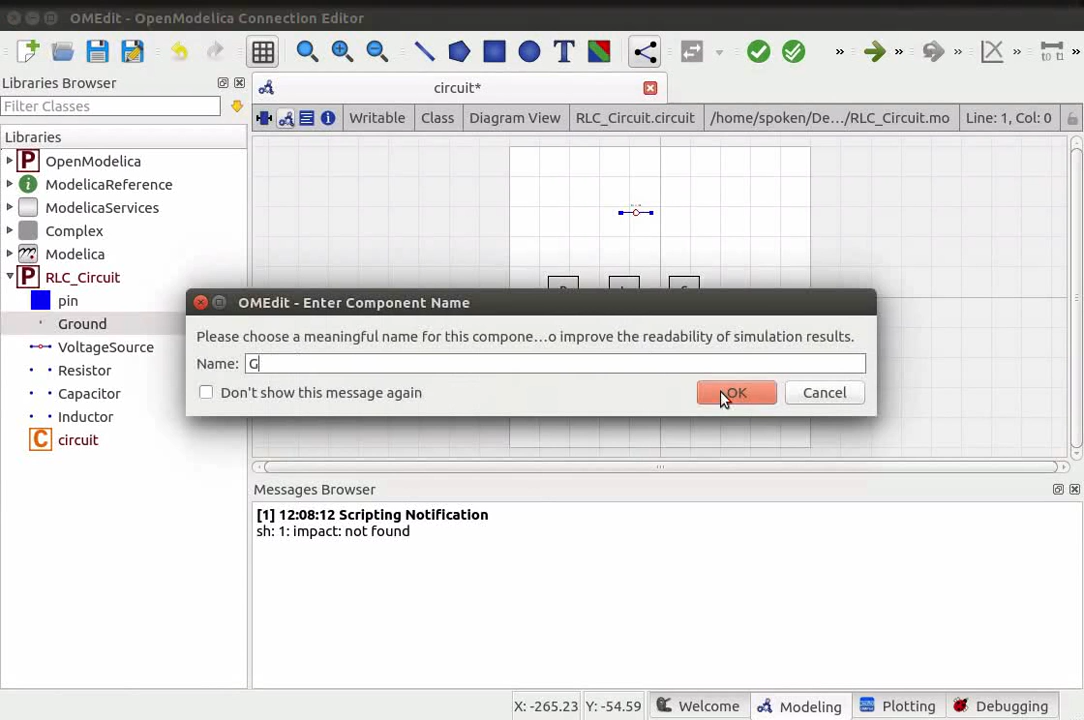 OMEdit - OpenModelica Connection Editor
T
»
»
»
»
t0 t1
»
Libraries Browser
circuit*
Filter Classes
Writable
Class
Diagram View
RLC_Circuit.circuit
/home/spoken/De.../RLC_Circuit.mo
Line: 1, Col: 0
Libraries
P OpenModelica
i ModelicaReference
ModelicaServices
Complex
Modelica
P RLC_Circuit
pin
Ground
VoltageSource
Resistor
Capacitor
Inductor
C circuit
OMEdit - Enter Component Name
Please choose a meaningful name for this compone...o improve the readability of simulation results.
Name: G
Don't show this message again
OK
Cancel
Messages Browser
[1] 12:08:12 Scripting Notification
sh: 1: impact: not found
X: -265.23
Y: -54.59
Welcome
Modeling
Plotting
Debugging